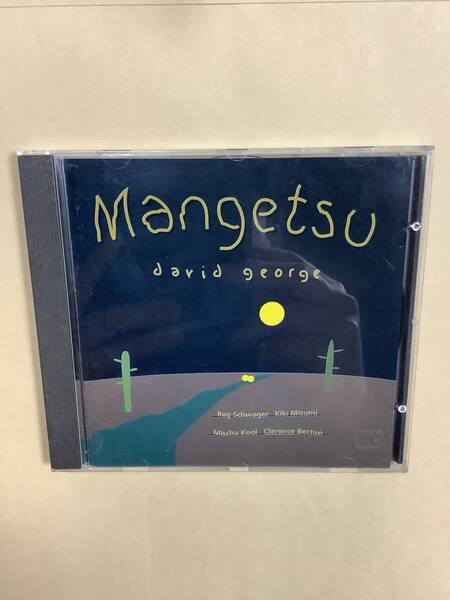 Mangetsu
david george
Reg Schwager Kiki Misumi
Mischa Kool Clarence Becton